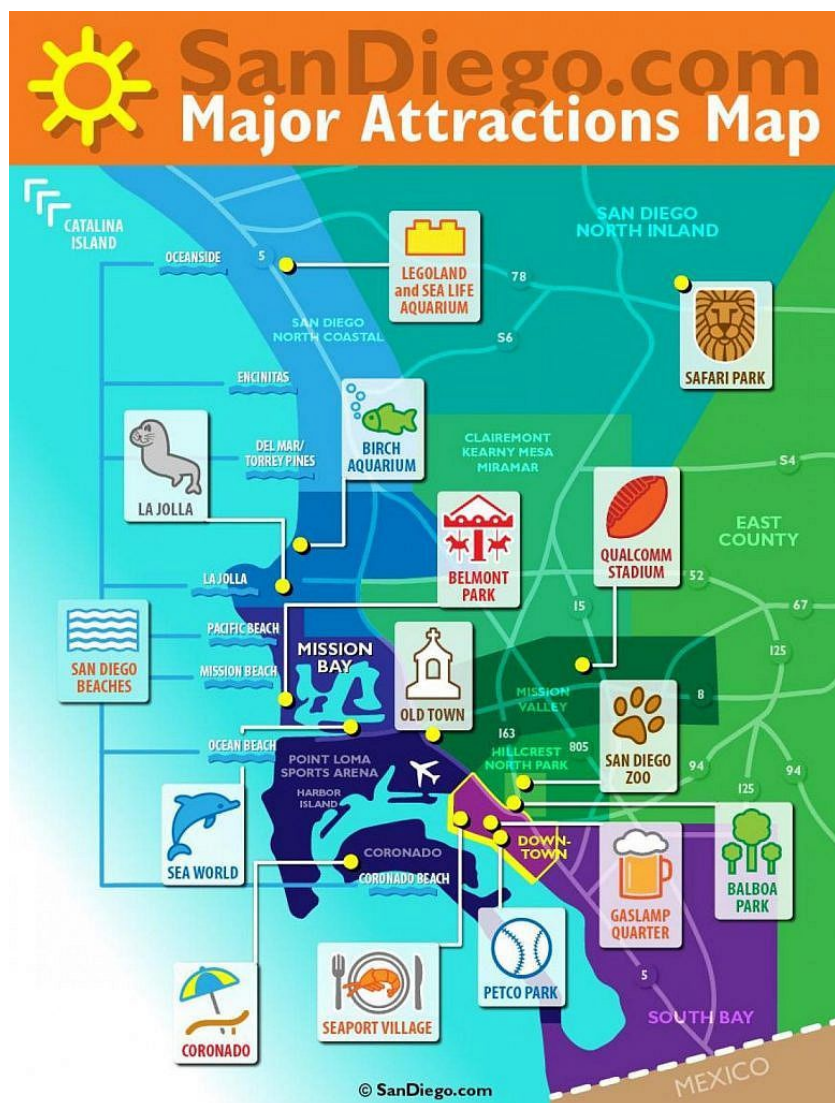 SanDiego.com
Major Attractions Map
CATALINA
ISLAND
SAN DIEGO
NORTH INLAND
OCEANSIDE
5
LEGOLAND
and SEA LIFE
AQUARIUM
78
SAN DIEGO
NORTH COASTAL
56
SAFARI PARK
ENCINITAS
DEL MAR/
TORREY PINES
BIRCH
AQUARIUM
CLAIREMONT
KEARNY MESA
MIRAMAR
54
LA JOLLA
BELMONT
PARK
QUALCOMM
STADIUM
EAST
COUNTY
LA JOLLA
52
15
67
PACIFIC BEACH
125
SAN DIEGO
BEACHES
MISSION BEACH
MISSION
BAY
OLD TOWN
MISSION
VALLEY
8
163
805
OCEAN BEACH
HILLCREST
NORTH PARK
SAN DIEGO
ZOO
94
94
125
POINT LOMA
SPORTS ARENA
HARBOR
ISLAND
SEA WORLD
CORONADO
CORONADO BEACH
DOWN-
TOWN
GASLAMP
QUARTER
BALBOA
PARK
CORONADO
SEAPORT VILLAGE
PETCO PARK
5
SOUTH BAY
MEXICO
© SanDiego.com